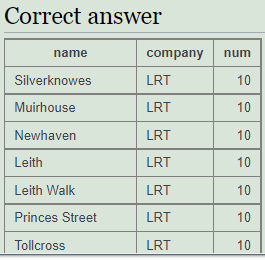 Correct answer
name company num
Silverknowes LRT 10
Muirhouse LRT 10
Newhaven LRT 10
Leith LRT 10
Leith Walk LRT 10
Princes Street LRT 10
Tollcross LRT 10